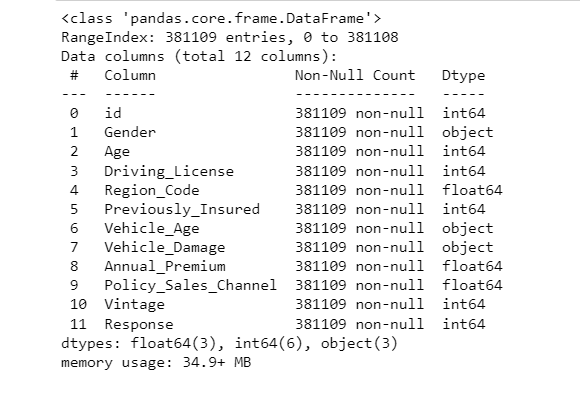 <class 'pandas.core.frame.DataFrame'>
RangeIndex: 381109 entries, 0 to 381108
Data columns (total 12 columns):
 #   Column                Non-Null Count   Dtype
---  ------                --------------   -----
 0   id                    381109 non-null  int64
 1   Gender                381109 non-null  object
 2   Age                   381109 non-null  int64
 3   Driving_License       381109 non-null  int64
 4   Region_Code           381109 non-null  float64
 5   Previously_Insured    381109 non-null  int64
 6   Vehicle_Age           381109 non-null  object
 7   Vehicle_Damage        381109 non-null  object
 8   Annual_Premium        381109 non-null  float64
 9   Policy_Sales_Channel  381109 non-null  float64
 10  Vintage               381109 non-null  int64
 11  Response              381109 non-null  int64
dtypes: float64(3), int64(6), object(3)
memory usage: 34.9+ MB